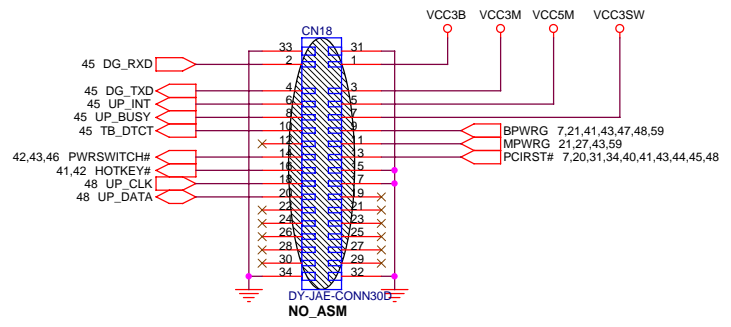 VCC3B VCC3M VCC5M VCC3SW
CN18
33 31
45 DG_RXD 2 1
45 DG_TXD 4 3
45 UP_INT 6 5
45 UP_BUSY 8 7
45 TB_DTCT 10 9 BPWRG 7,21,41,43,47,48,59
12 1 MPWRG 21,27,43,59
42,43,46 PWRSWITCH# 14 3 PCIRST# 7,20,31,34,40,41,43,44,45,48
41,42 HOTKEY# 16 5
48 UP_CLK 18 7
48 UP_DATA 20 19
22 21
24 23
26 25
28 27
30 29
34 32
DY-JAE-CONN30D
NO_ASM